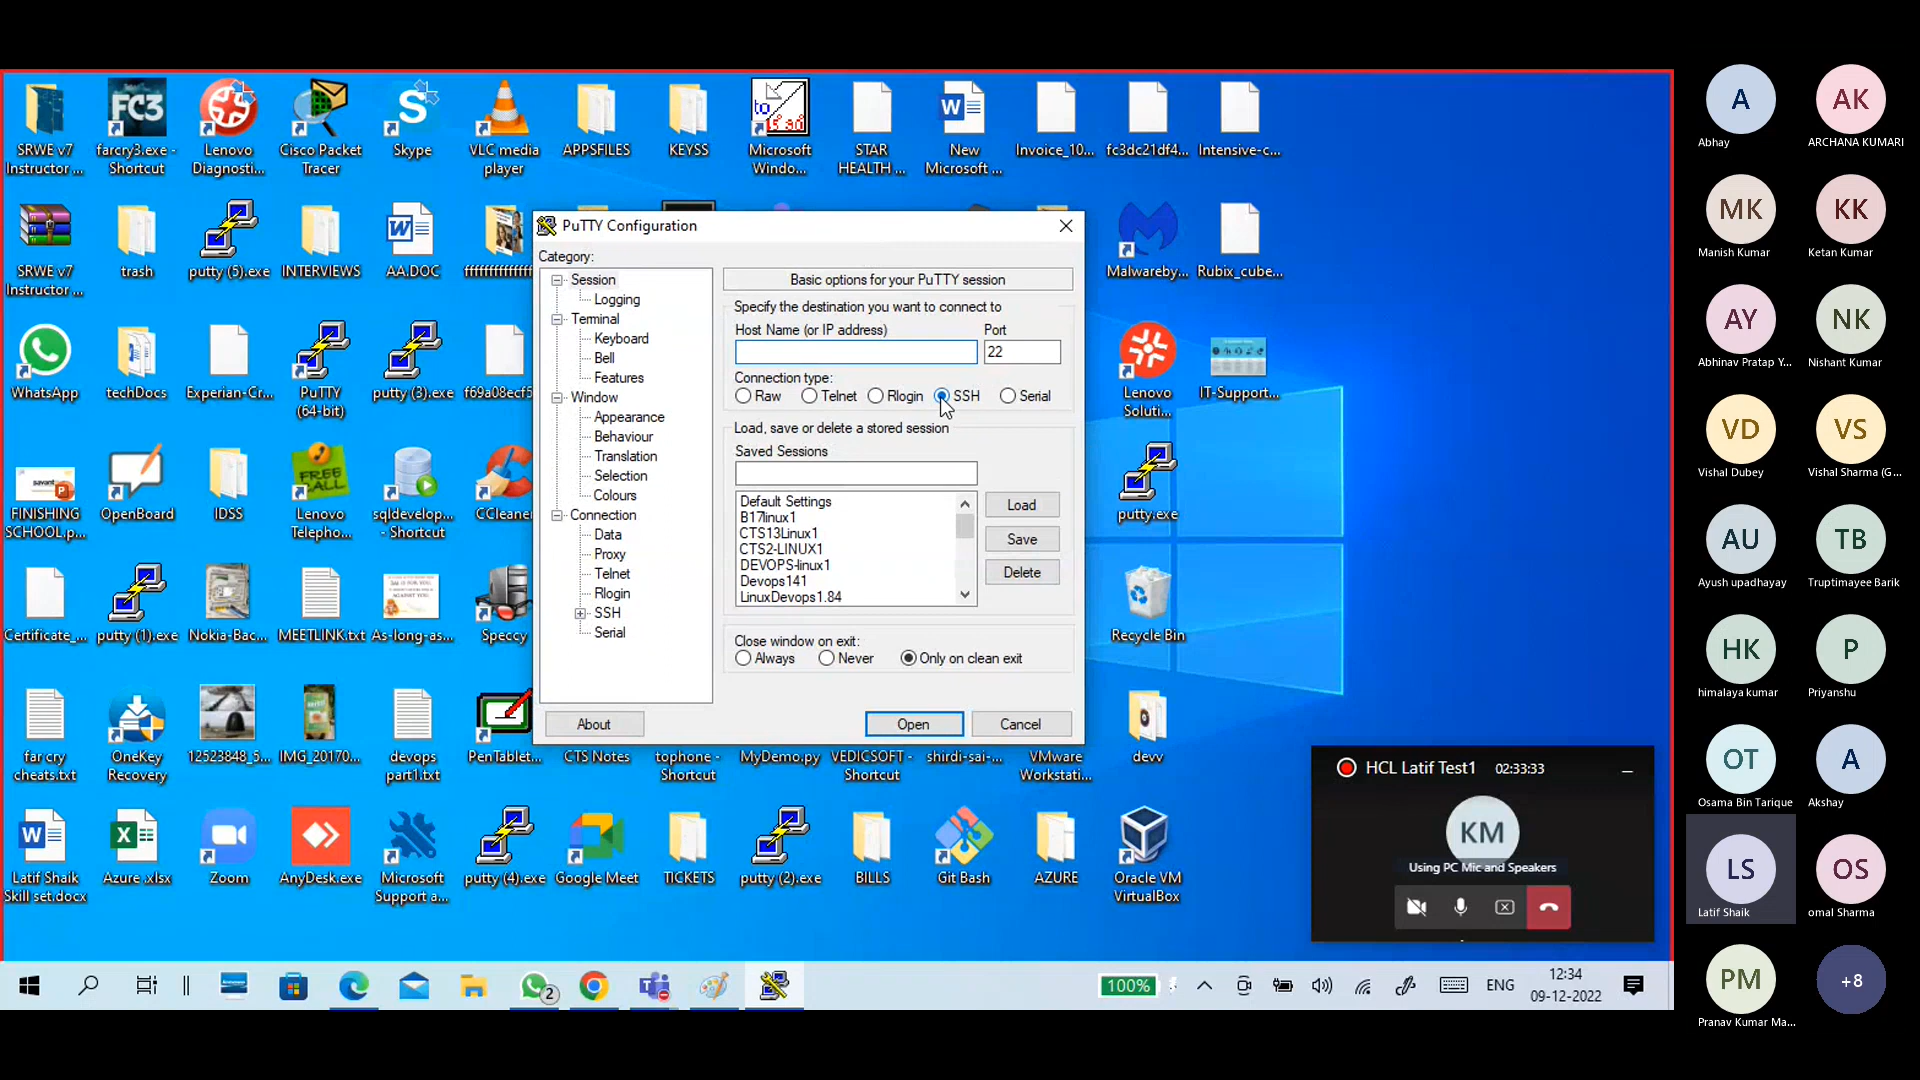 SRWE v7
Instructor ...
farcry3.exe -
Shortcut
Lenovo
Diagnosti...
Cisco Packet
Tracer
Skype
VLC media
player
APPSFILES
KEYSS
Microsoft
Windo...
STAR
HEALTH ...
New
Microsoft ...
Invoice_10...
fc3dc21df4...
Intensive-c...
SRWE v7
Instructor ...
trash
putty (5).exe
INTERVIEWS
AA.DOC
Malwareby...
Rubix_cube...
WhatsApp
techDocs
Experian-Cr...
PuTTY
(64-bit)
putty (3).exe
f69a08ecf5
Lenovo
Soluti...
IT-Support...
FINISHING
SCHOOL.p...
OpenBoard
IDSS
Lenovo
Telepho...
sqldevelop...
- Shortcut
CCleaner
putty.exe
Certificate_...
putty (1).exe
Nokia-Bac...
MEETLINK.txt
As-long-as...
Speccy
Recycle Bin
far cry
cheats.txt
OneKey
Recovery
12523848_5...
IMG_20170...
devops
part1.txt
PenTablet...
CTS Notes
tophone -
Shortcut
MyDemo.py
VEDICSOFT -
Shortcut
shirdi-sai-...
VMware
Workstati...
devv
Latif Shaik
Skill set.docx
Azure .xlsx
Zoom
AnyDesk.exe
Microsoft
Support a...
putty (4).exe
Google Meet
TICKETS
putty (2).exe
BILLS
Git Bash
AZURE
Oracle VM
VirtualBox
PuTTY Configuration
Category:
Session
Logging
Terminal
Keyboard
Bell
Features
Window
Appearance
Behaviour
Translation
Selection
Colours
Connection
Data
Proxy
Telnet
Rlogin
SSH
Serial
Basic options for your PuTTY session
Specify the destination you want to connect to
Host Name (or IP address)
Port
22
Connection type:
Raw
Telnet
Rlogin
SSH
Serial
Load, save or delete a stored session
Saved Sessions
Default Settings
B17linux1
CTS13Linux1
CTS2-LINUX1
DEVOPS-linux1
Devops141
LinuxDevops1.84
Load
Save
Delete
Close window on exit:
Always
Never
Only on clean exit
About
Open
Cancel
HCL Latif Test1
02:33:33
KM
Using PC Mic and Speakers
100%
ENG
12:34
09-12-2022
2
A
Abhay
AK
ARCHANA KUMARI
MK
Manish Kumar
KK
Ketan Kumar
AY
Abhinav Pratap Y...
NK
Nishant Kumar
VD
Vishal Dubey
VS
Vishal Sharma (G...
AU
Ayush upadhayay
TB
Truptimayee Barik
HK
himalaya kumar
P
Priyanshu
OT
Osama Bin Tarique
A
Akshay
LS
Latif Shaik
OS
omal Sharma
PM
Pranav Kumar Ma...
+8